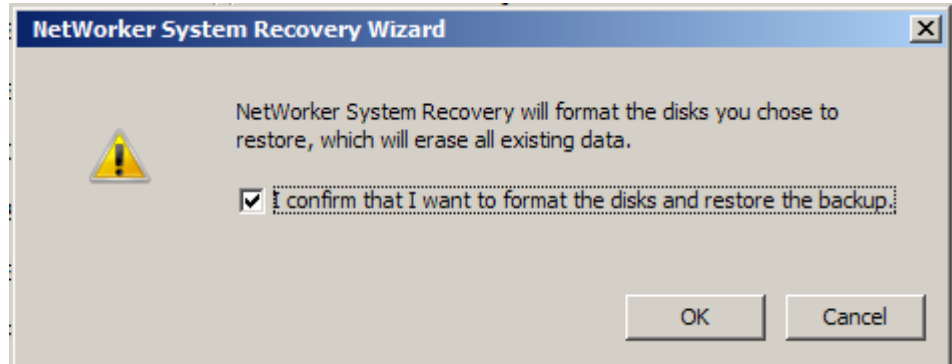 NetWorker System Recovery Wizard
NetWorker System Recovery will format the disks you chose to
restore, which will erase all existing data.
I confirm that I want to format the disks and restore the backup.
OK
Cancel